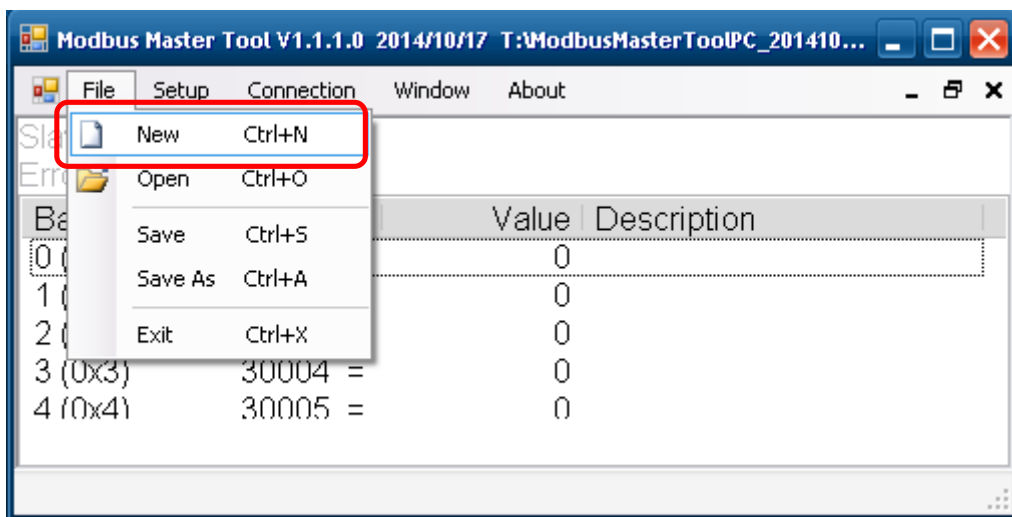 Modbus Master Tool V1.1.1.0 2014/10/17 T:\ModbusMasterToolPC_201410...
File Setup Connection Window About
New Ctrl+N
Open Ctrl+O
Save Ctrl+S
Save As Ctrl+A
Exit Ctrl+X
Value Description
0
0
0
3 (0x3) 30004 = 0
4 (0x4) 30005 = 0